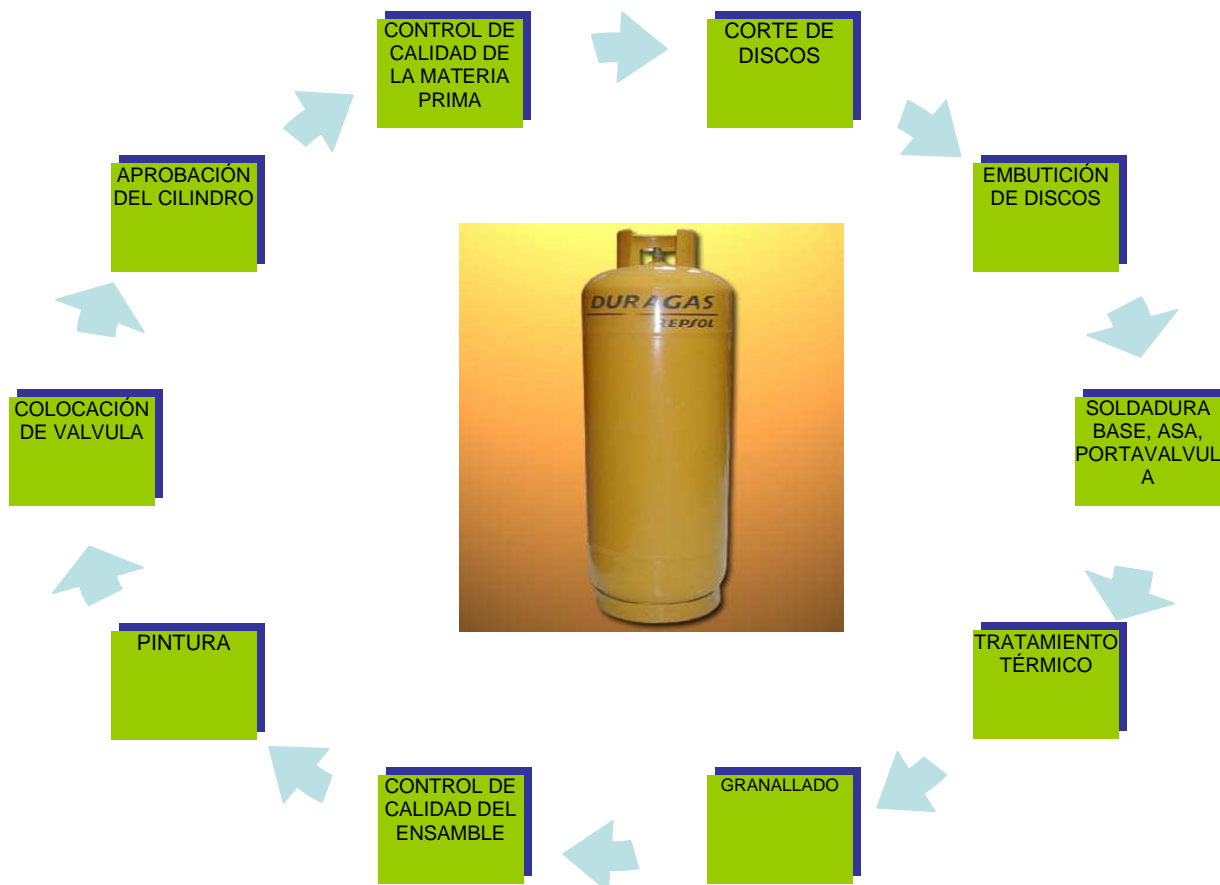 CONTROL DE
CALIDAD DE
LA MATERIA
PRIMA
CORTE DE
DISCOS
EMBUTICIÓN
DE DISCOS
SOLDADURA
BASE, ASA,
PORTAVALVUL
A
TRATAMIENTO
TÉRMICO
GRANALLADO
CONTROL DE
CALIDAD DEL
ENSAMBLE
PINTURA
COLOCACIÓN
DE VALVULA
APROBACIÓN
DEL CILINDRO
DURAGAS
REPSOL